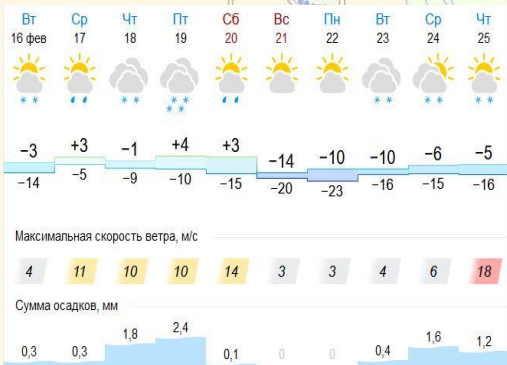 Вт Ср Чт Пт Сб Вс Пн Вт Ср Чт
16 фев 17 18 19 20 21 22 23 24 25
-3 +3 -1 +4 +3 -14 -10 -10 -6 -5
-14 -5 -9 -10 -15 -20 -23 -16 -15 -16
Максимальная скорость ветра, м/с
4 11 10 10 14 3 3 4 6 18
Сумма осадков, мм
0,3 0,3 1,8 2,4 0,1 0 0 0,4 1,6 1,2